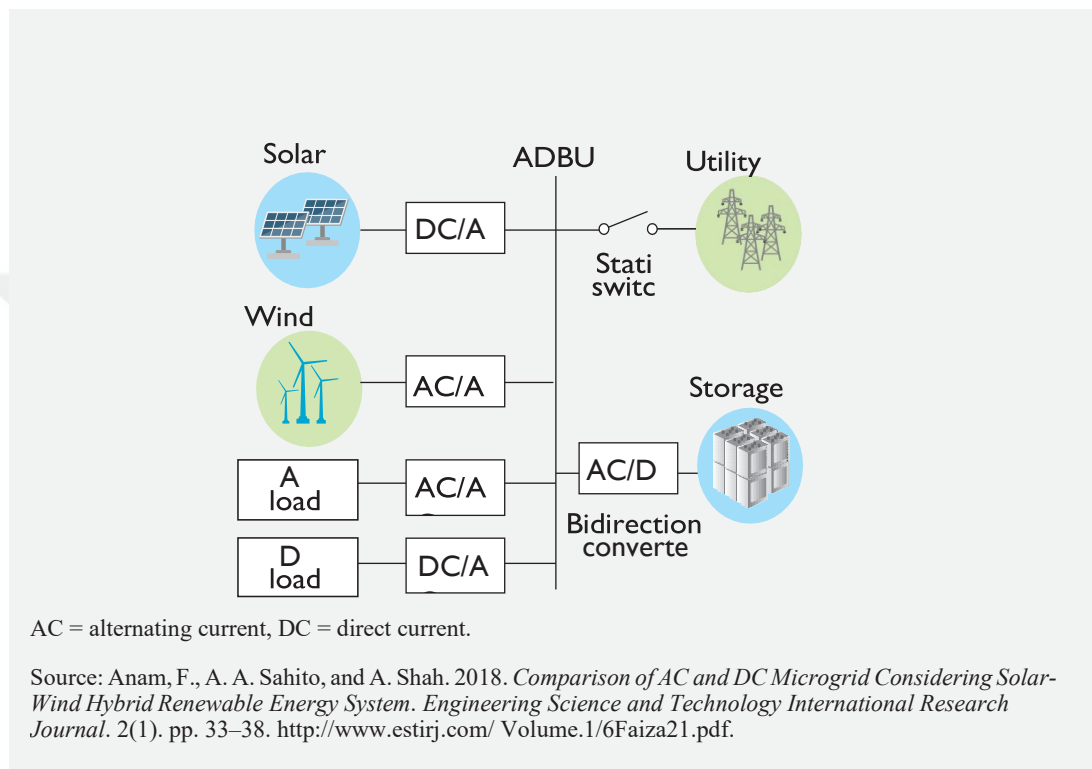 Solar
ADBU
Utility
DC/A
Stati
switc
Wind
AC/A
Storage
A
load
AC/A
AC/D
Bidirection
converte
D
load
DC/A
AC = alternating current, DC = direct current.
Source: Anam, F., A. A. Sahito, and A. Shah. 2018. Comparison of AC and DC Microgrid Considering Solar-
Wind Hybrid Renewable Energy System. Engineering Science and Technology International Research
Journal. 2(1). pp. 33–38. http://www.estirj.com/ Volume.1/6Faiza21.pdf.